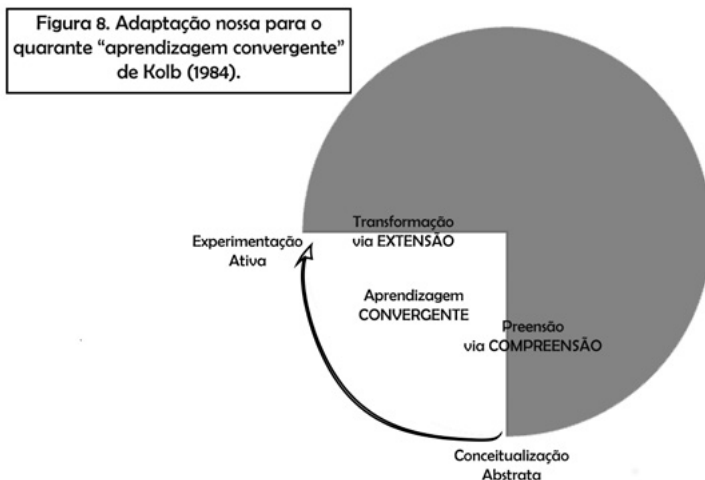 Figura 8. Adaptação nossa para o
quarante “aprendizagem convergente”
de Kolb (1984).
Transformação
via EXTENSÃO
Experimentação
Ativa
Aprendizagem
CONVERGENTE
Preensão
via COMPREENSÃO
Conceitualização
Abstrata